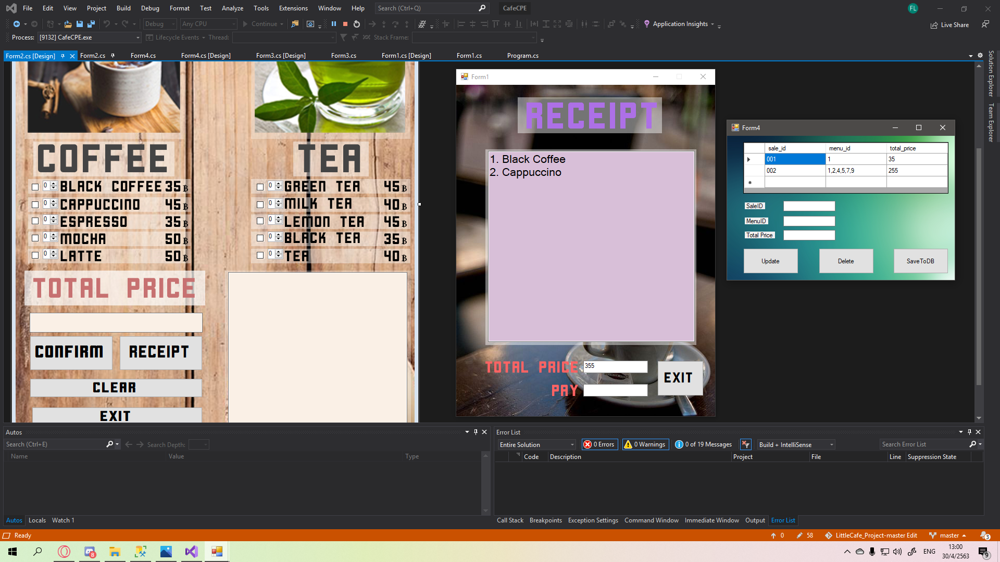 File Edit View Project Build Debug Format Test Analyze Tools Extensions Window Help Search (Ctrl+Q) CafeCPE FL
Debug Any CPU Continue Application Insights Live Share
Process: [9132] CafeCPE.exe Lifecycle Events Thread: Stack Frame:
Form2.cs [Design] Form2.cs Form4.cs Form4.cs [Design] Form3.cs [Design] Form3.cs Form1.cs [Design] Form1.cs Program.cs
Solution Explorer
Team Explorer
COFFEE
0 BLACK COFFEE 35฿
0 CAPPUCCINO 45฿
0 ESPRESSO 35฿
0 MOCHA 50฿
0 LATTE 50฿
TEA
0 GREEN TEA 45฿
0 MILK TEA 40฿
0 LEMON TEA 45฿
0 BLACK TEA 35฿
0 TEA 40฿
TOTAL PRICE
CONFIRM RECEIPT
CLEAR
EXIT
Form1
RECEIPT
1. Black Coffee
2. Cappuccino
TOTAL PRICE 355
PAY
EXIT
Form4
sale_id menu_id total_price
001 1 35
002 1,2,4,5,7,9 255
SaleID
MenuID
Total Price
Update Delete SaveToDB
Autos
Search (Ctrl+E) Search Depth:
Name Value Type
Autos Locals Watch 1
Error List
Entire Solution 0 Errors 0 Warnings 0 of 19 Messages Build + IntelliSense Search Error List
Code Description Project File Line Suppression State
Call Stack Breakpoints Exception Settings Command Window Immediate Window Output Error List
Ready 0 58 LittleCafe_Project-master Edit master 3
8 ENG 13:00
30/4/2563 9